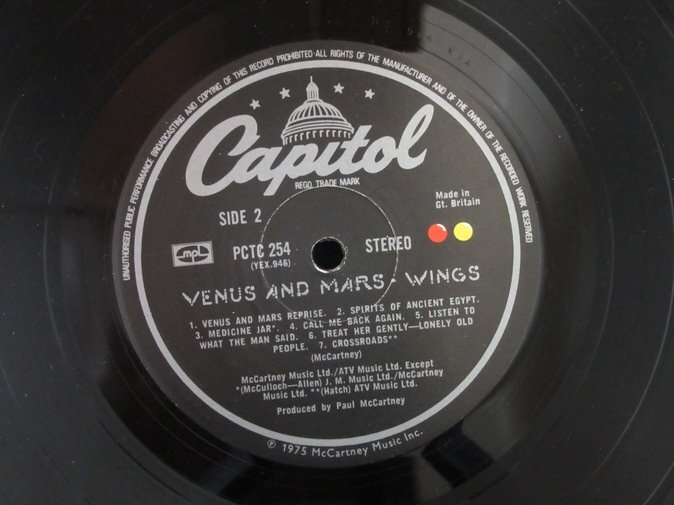 UNAUTHORISED PUBLIC PERFORMANCE BROADCASTING AND COPYING OF THIS RECORD PROHIBITED·ALL RIGHTS OF THE MANUFACTURER AND OF THE OWNER OF THE RECORDED WORK RESERVED
Capitol
REGD. TRADE MARK
Made in
Gt. Britain
SIDE 2
mpl
PCTC 254
(YEX.946)
STEREO
VENUS AND MARS · WINGS
1. VENUS AND MARS REPRISE. 2. SPIRITS OF ANCIENT EGYPT.
3. MEDICINE JAR*. 4. CALL ME BACK AGAIN. 5. LISTEN TO
WHAT THE MAN SAID. 6. TREAT HER GENTLY—LONELY OLD
PEOPLE. 7. CROSSROADS**
(McCartney)
McCartney Music Ltd./ATV Music Ltd. Except
*(McCulloch—Allen) J. M. Music Ltd./McCartney
Music Ltd. **(Hatch) ATV Music Ltd.
Produced by Paul McCartney
℗ 1975 McCartney Music Inc.